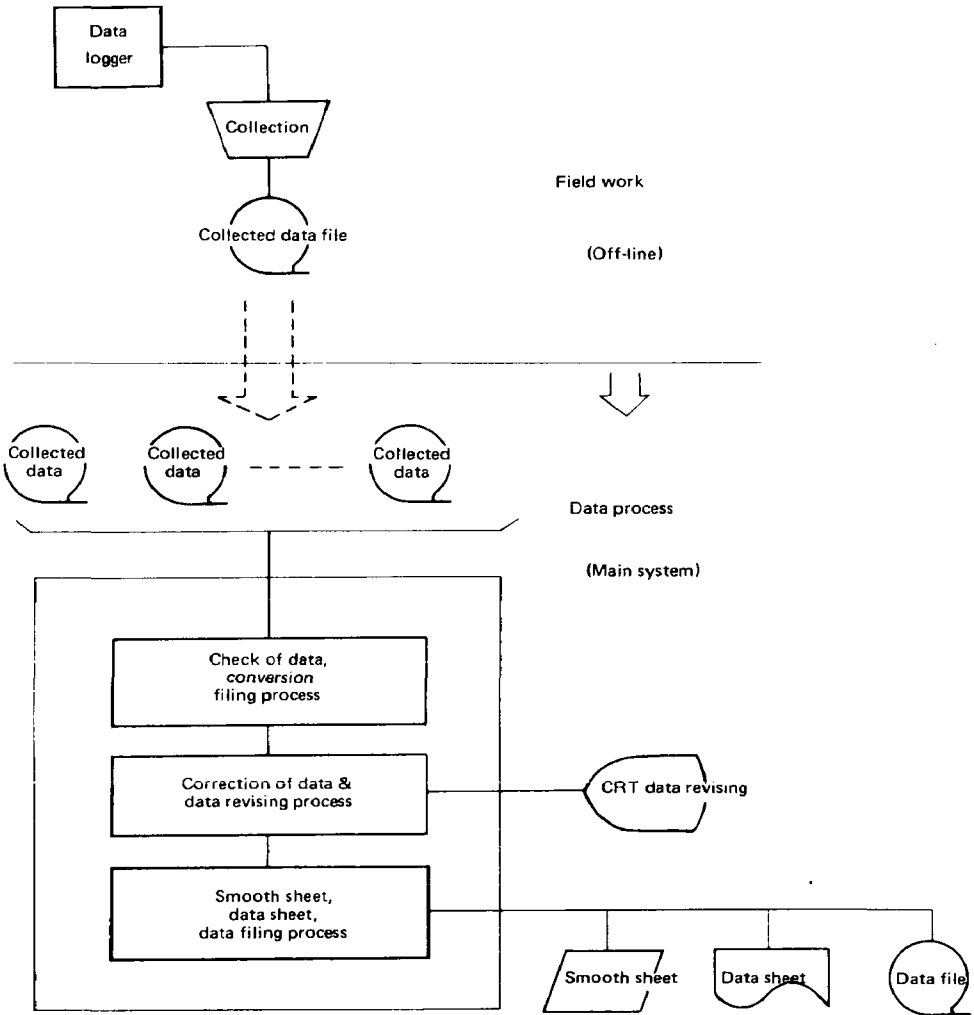 Data
logger
Collection
Field work
Collected data file
(Off-line)
Collected
data
Collected
data
Collected
data
Data process
(Main system)
Check of data,
conversion
filing process
Correction of data &
data revising process
CRT data revising
Smooth sheet,
data sheet,
data filing process
Smooth sheet
Data sheet
Data file